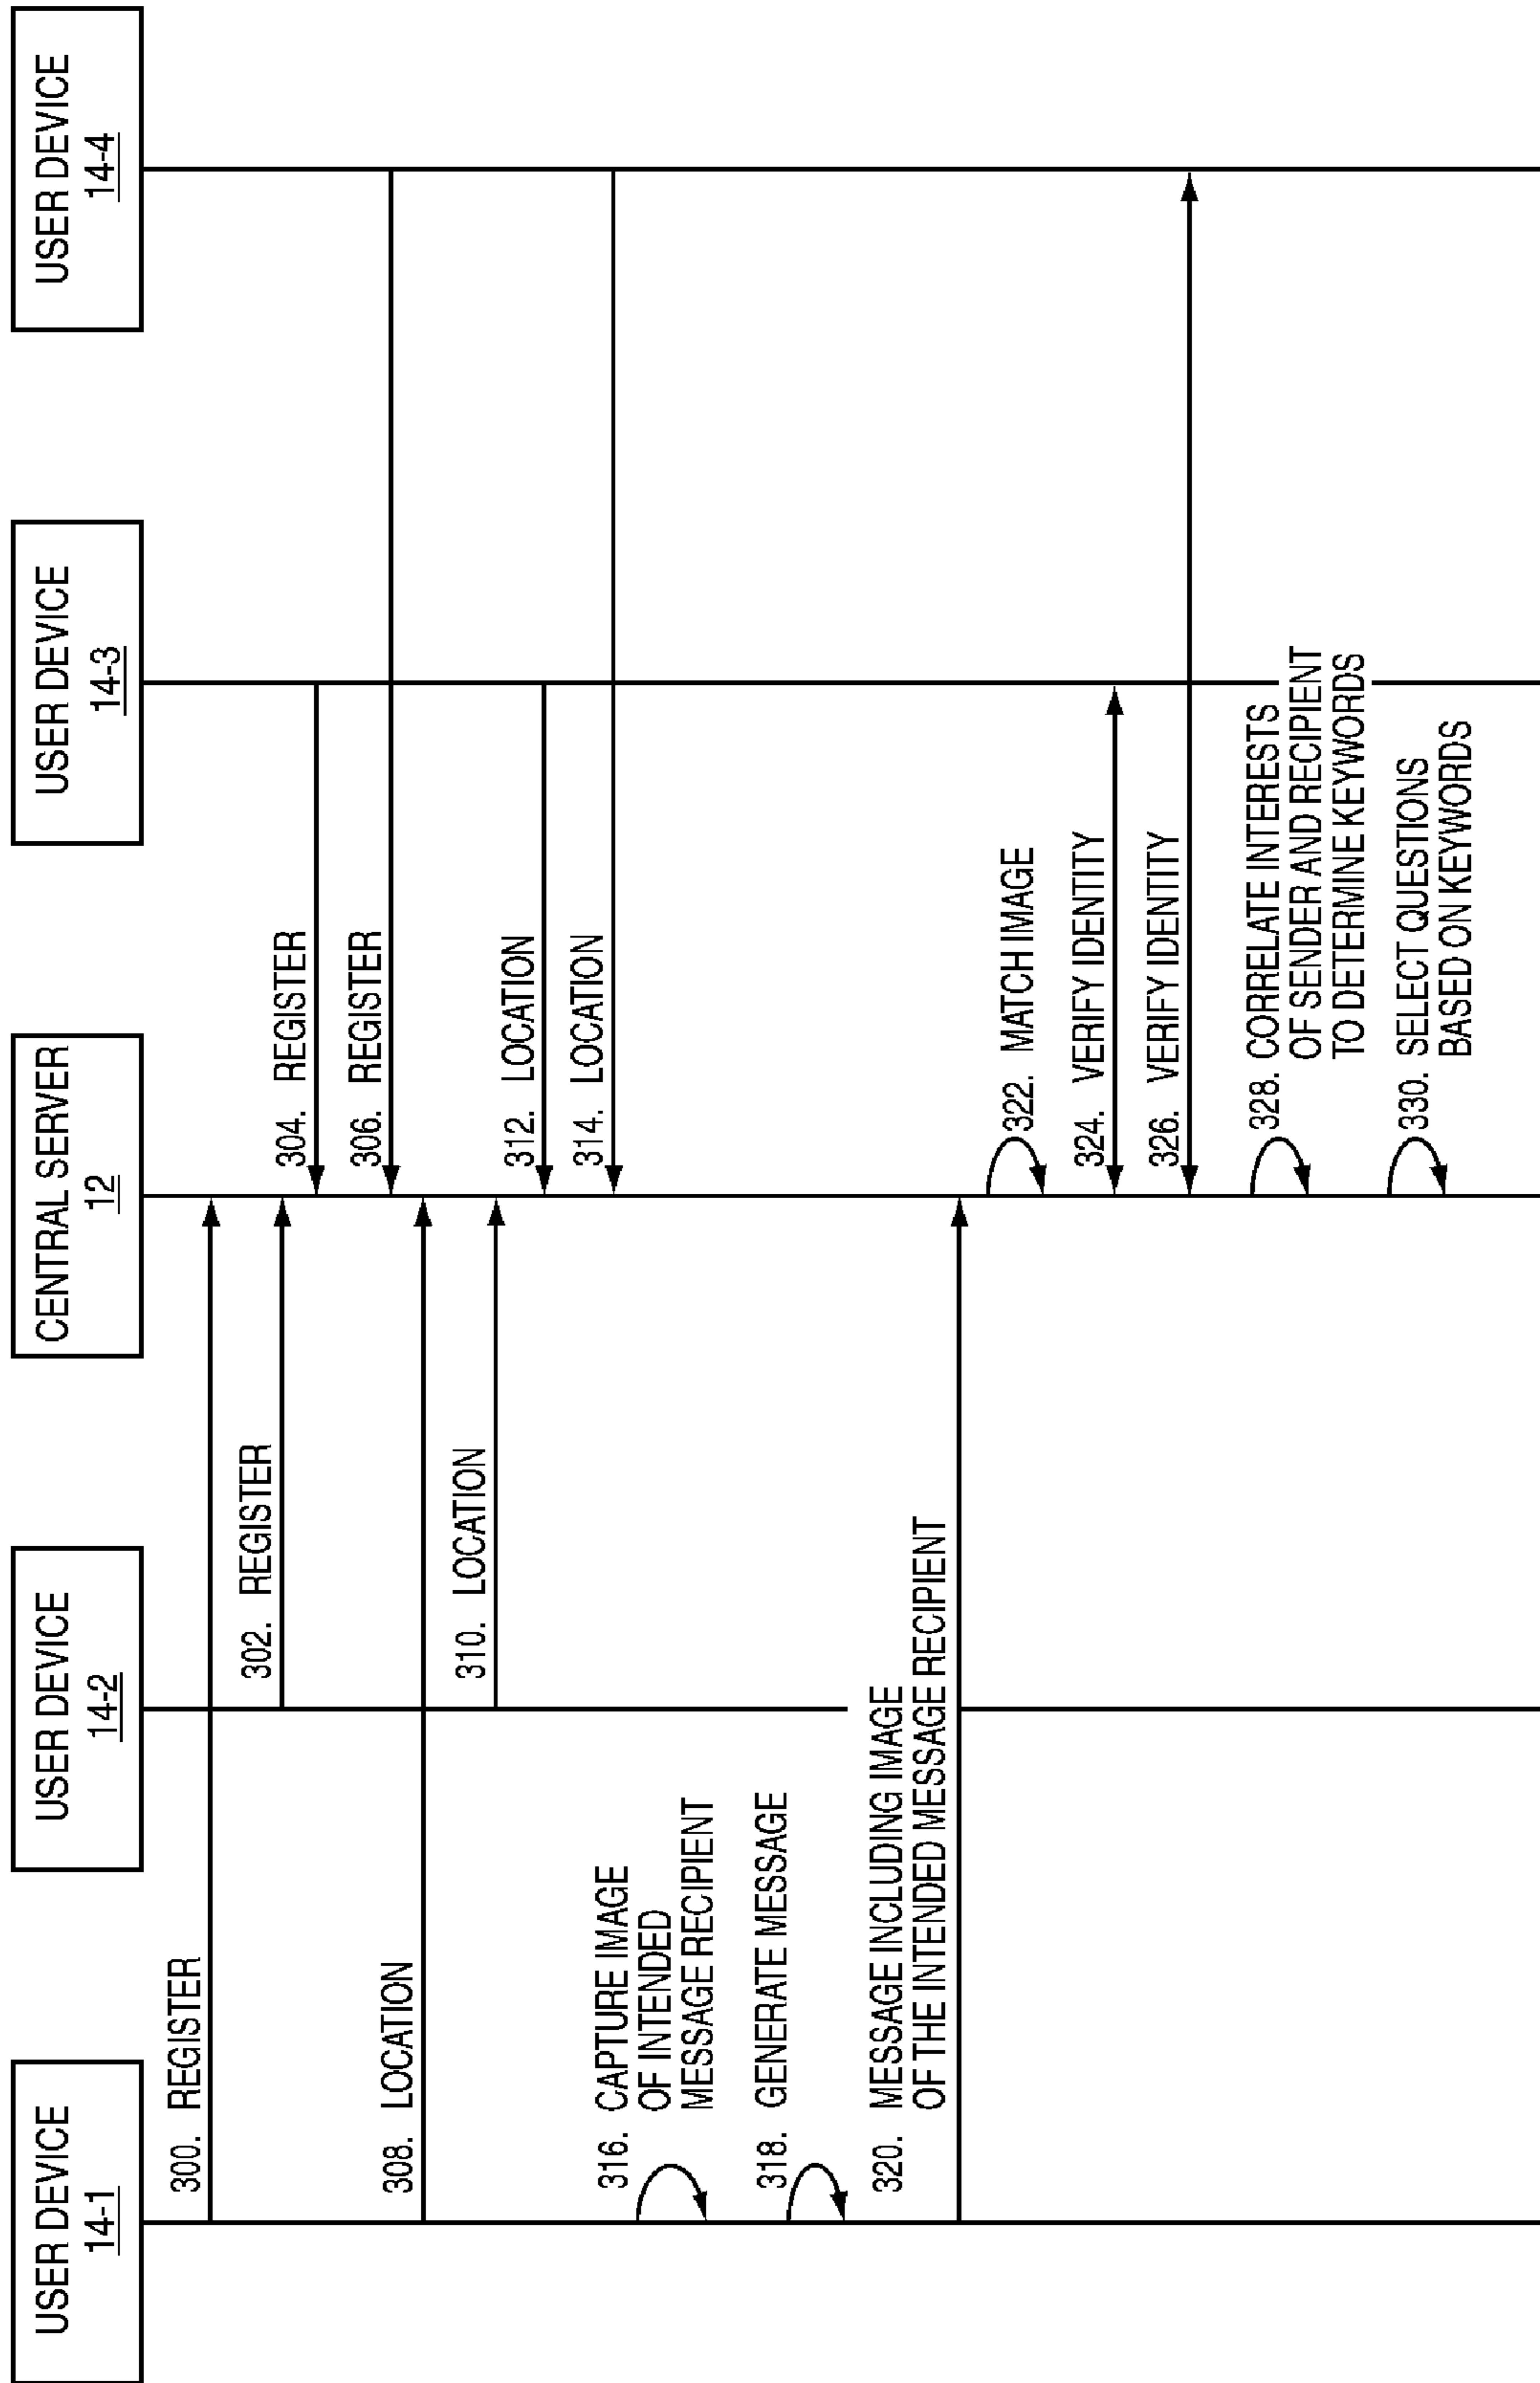 USER DEVICE
14-1
USER DEVICE
14-2
CENTRAL SERVER
12
USER DEVICE
14-3
USER DEVICE
14-4
300. REGISTER
302. REGISTER
304. REGISTER
306. REGISTER
308. LOCATION
310. LOCATION
312. LOCATION
314. LOCATION
316. CAPTURE IMAGE
OF INTENDED
MESSAGE RECIPIENT
318. GENERATE MESSAGE
320. MESSAGE INCLUDING IMAGE
OF THE INTENDED MESSAGE RECIPIENT
322. MATCH IMAGE
324. VERIFY IDENTITY
326. VERIFY IDENTITY
328. CORRELATE INTERESTS
OF SENDER AND RECIPIENT
TO DETERMINE KEYWORDS
330. SELECT QUESTIONS
BASED ON KEYWORDS